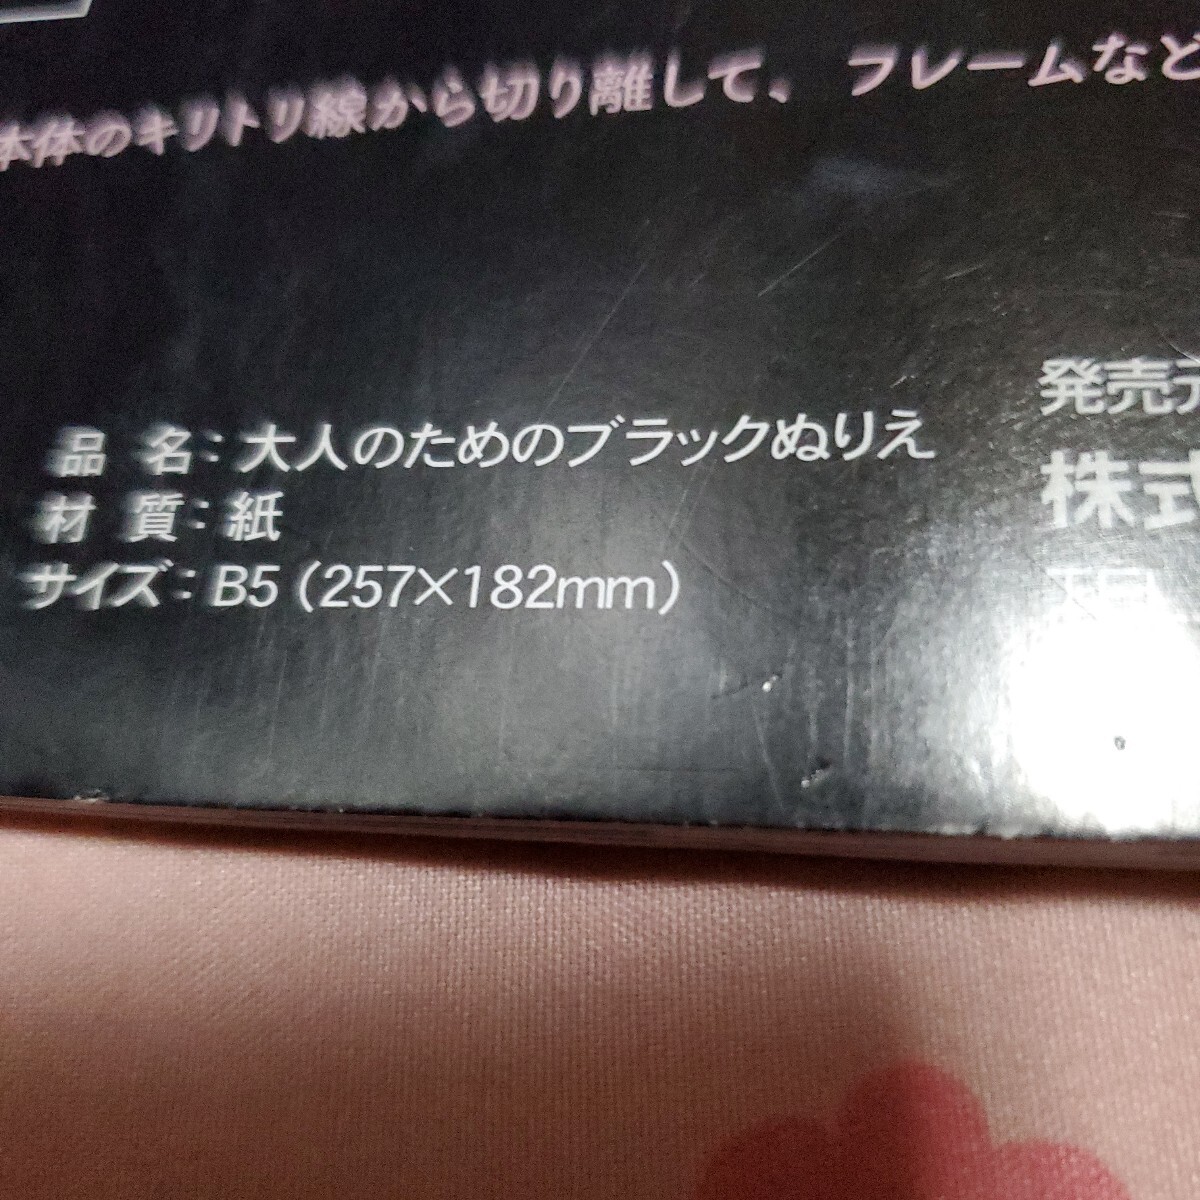 本体のキリトリ線から切り離して、フレームなど
品 名：大人のためのブラックぬりえ
材 質：紙
サイズ：B5（257×182mm）
発売元
株式